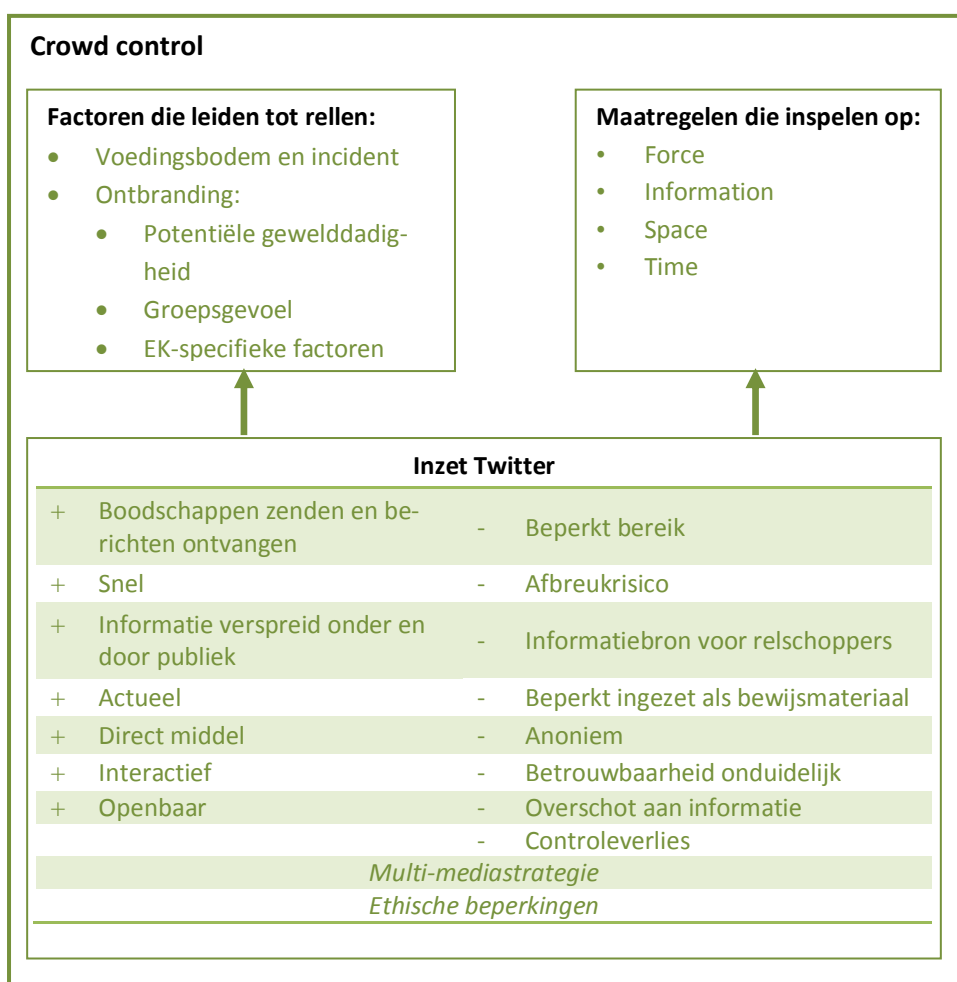 Crowd control
Factoren die leiden tot rellen:
• Voedingsbodem en incident
• Ontbranding:
• Potentiële gewelddadig-
heid
• Groepsgevoel
• EK-specifieke factoren
Maatregelen die inspelen op:
• Force
• Information
• Space
• Time
Inzet Twitter
+ Boodschappen zenden en be-
richten ontvangen
- Beperkt bereik
+ Snel - Afbreukrisico
+ Informatie verspreid onder en
door publiek
- Informatiebron voor relschoppers
+ Actueel - Beperkt ingezet als bewijsmateriaal
+ Direct middel - Anoniem
+ Interactief - Betrouwbaarheid onduidelijk
+ Openbaar - Overschot aan informatie
- Controleverlies
Multi-mediastrategie
Ethische beperkingen